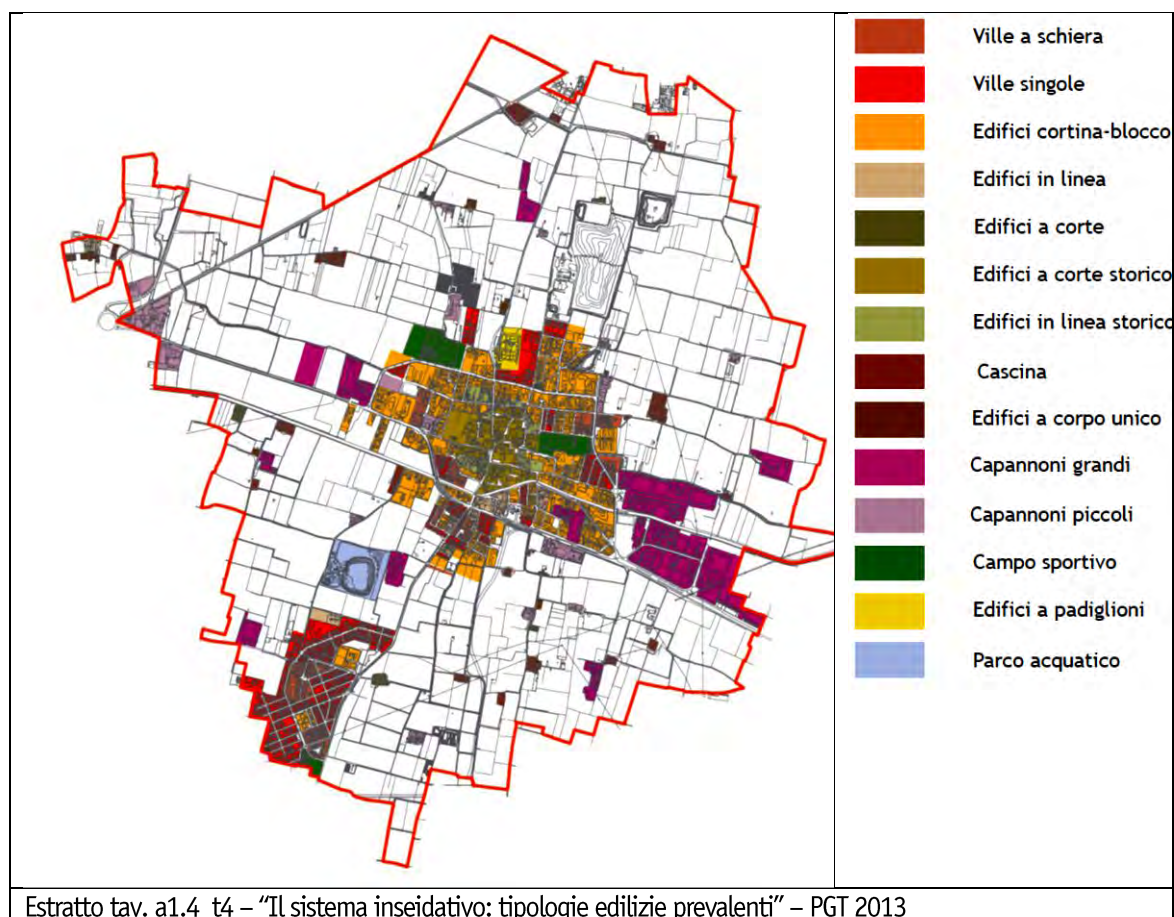 Ville a schiera
Ville singole
Edifici cortina-blocco
Edifici in linea
Edifici a corte
Edifici a corte storico
Edifici in linea storico
Cascina
Edifici a corpo unico
Capannoni grandi
Capannoni piccoli
Campo sportivo
Edifici a padiglioni
Parco acquatico
Estratto tav. a1.4_t4 – “Il sistema inseidativo: tipologie edilizie prevalenti” – PGT 2013